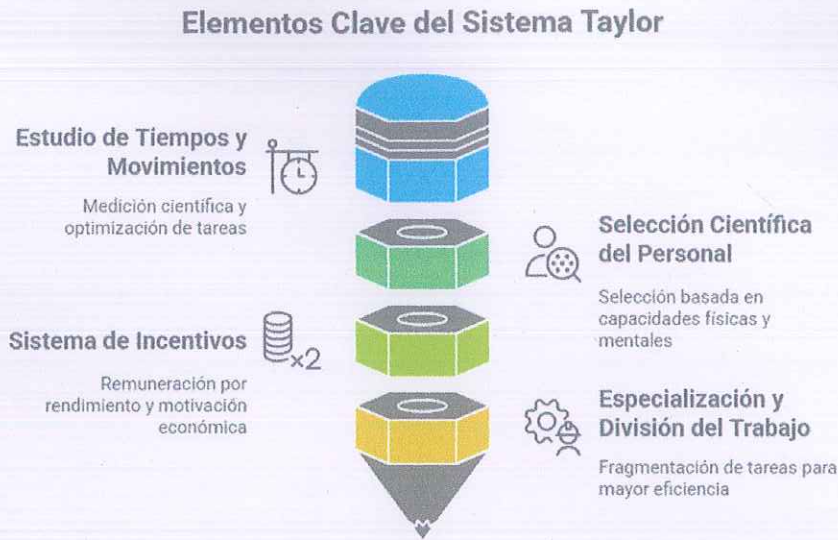 Elementos Clave del Sistema Taylor
Estudio de Tiempos y
Movimientos
Medición científica y
optimización de tareas
Selección Científica
del Personal
Selección basada en
capacidades físicas y
mentales
Sistema de Incentivos
×2
Remuneración por
rendimiento y motivación
económica
Especialización y
División del Trabajo
Fragmentación de tareas para
mayor eficiencia